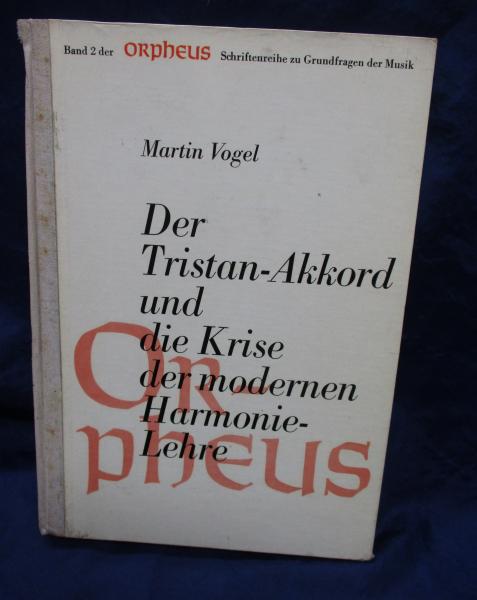 Band 2 der ORPHEUS Schriftenreihe zu Grundfragen der Musik
Martin Vogel
Der
Tristan-Akkord
und
die Krise
der modernen
Harmonie-
Lehre
OR-
PHEUS